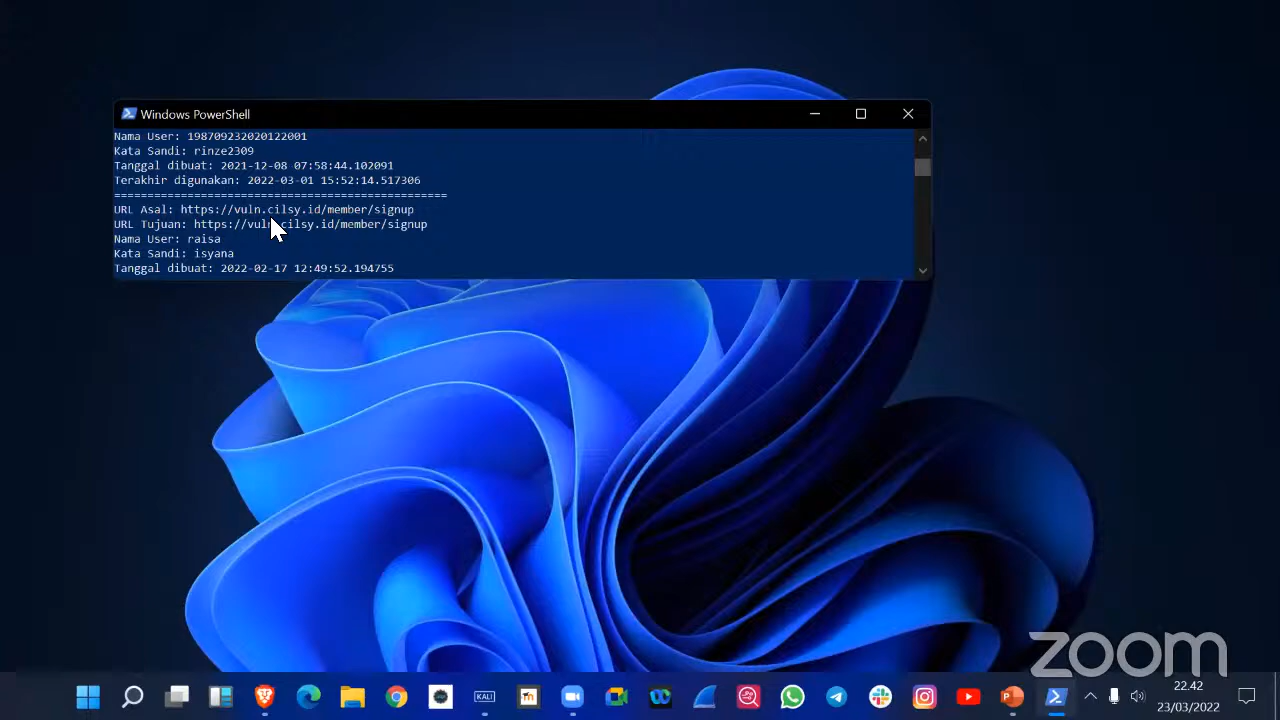 Windows PowerShell
Nama User: 198709232020122001
Kata Sandi: rinze2309
Tanggal dibuat: 2021-12-08 07:58:44.102091
Terakhir digunakan: 2022-03-01 15:52:14.517306
==================================================
URL Asal: https://vuln.cilsy.id/member/signup
URL Tujuan: https://vuln.cilsy.id/member/signup
Nama User: raisa
Kata Sandi: isyana
Tanggal dibuat: 2022-02-17 12:49:52.194755
zoom
KALI
22.42
23/03/2022